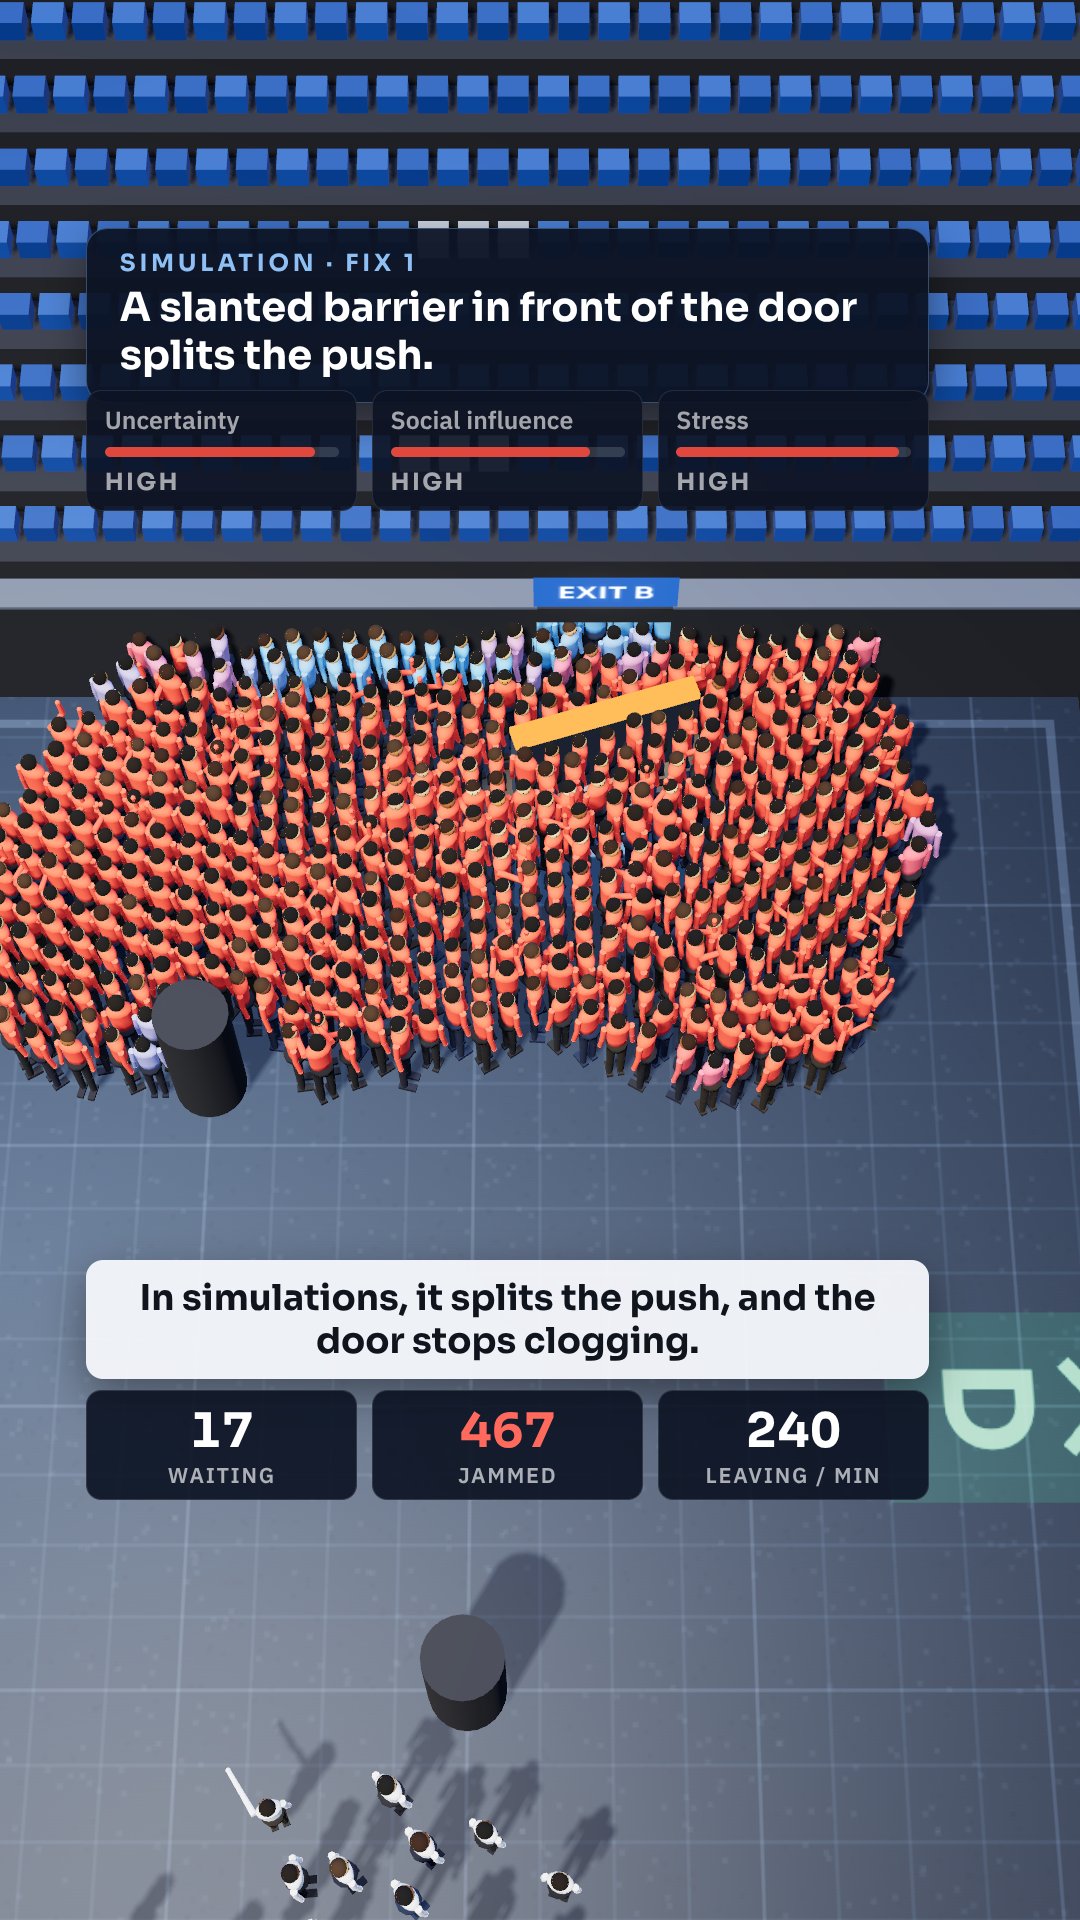 SIMULATION · FIX 1
A slanted barrier in front of the door
splits the push.
Uncertainty
HIGH
Social influence
HIGH
Stress
HIGH
EXIT B
In simulations, it splits the push, and the
door stops clogging.
17
WAITING
467
JAMMED
240
LEAVING / MIN